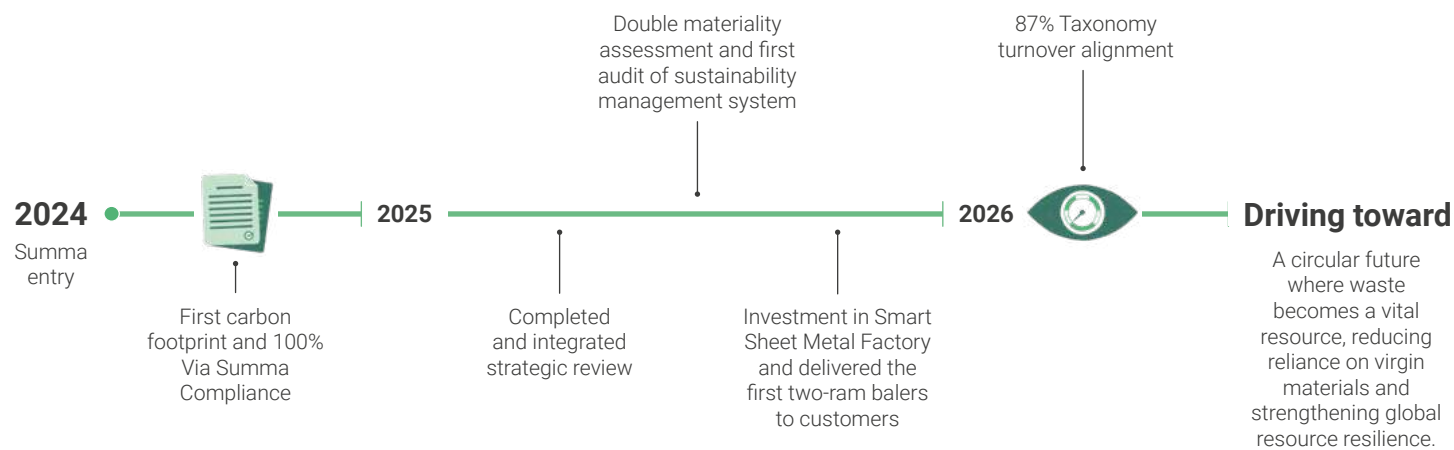 Double materiality
assessment and first
audit of sustainability
management system
87% Taxonomy
turnover alignment
2024
Summa
entry
2025
2026
Driving toward
First carbon
footprint and 100%
Via Summa
Compliance
Completed
and integrated
strategic review
Investment in Smart
Sheet Metal Factory
and delivered the
first two-ram balers
to customers
A circular future
where waste
becomes a vital
resource, reducing
reliance on virgin
materials and
strengthening global
resource resilience.